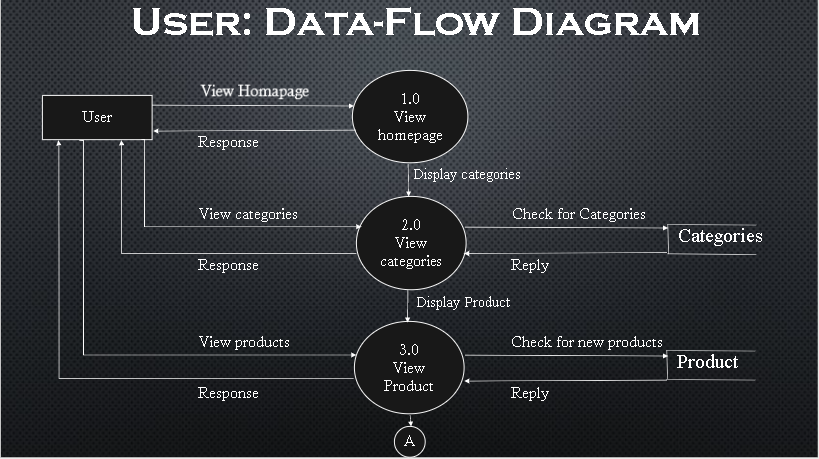 USER: DATA-FLOW DIAGRAM
View Homapage
User
1.0
View
homepage
Response
Display categories
View categories
2.0
View
categories
Check for Categories
Categories
Response
Reply
Display Product
View products
3.0
View
Product
Check for new products
Product
Response
Reply
A